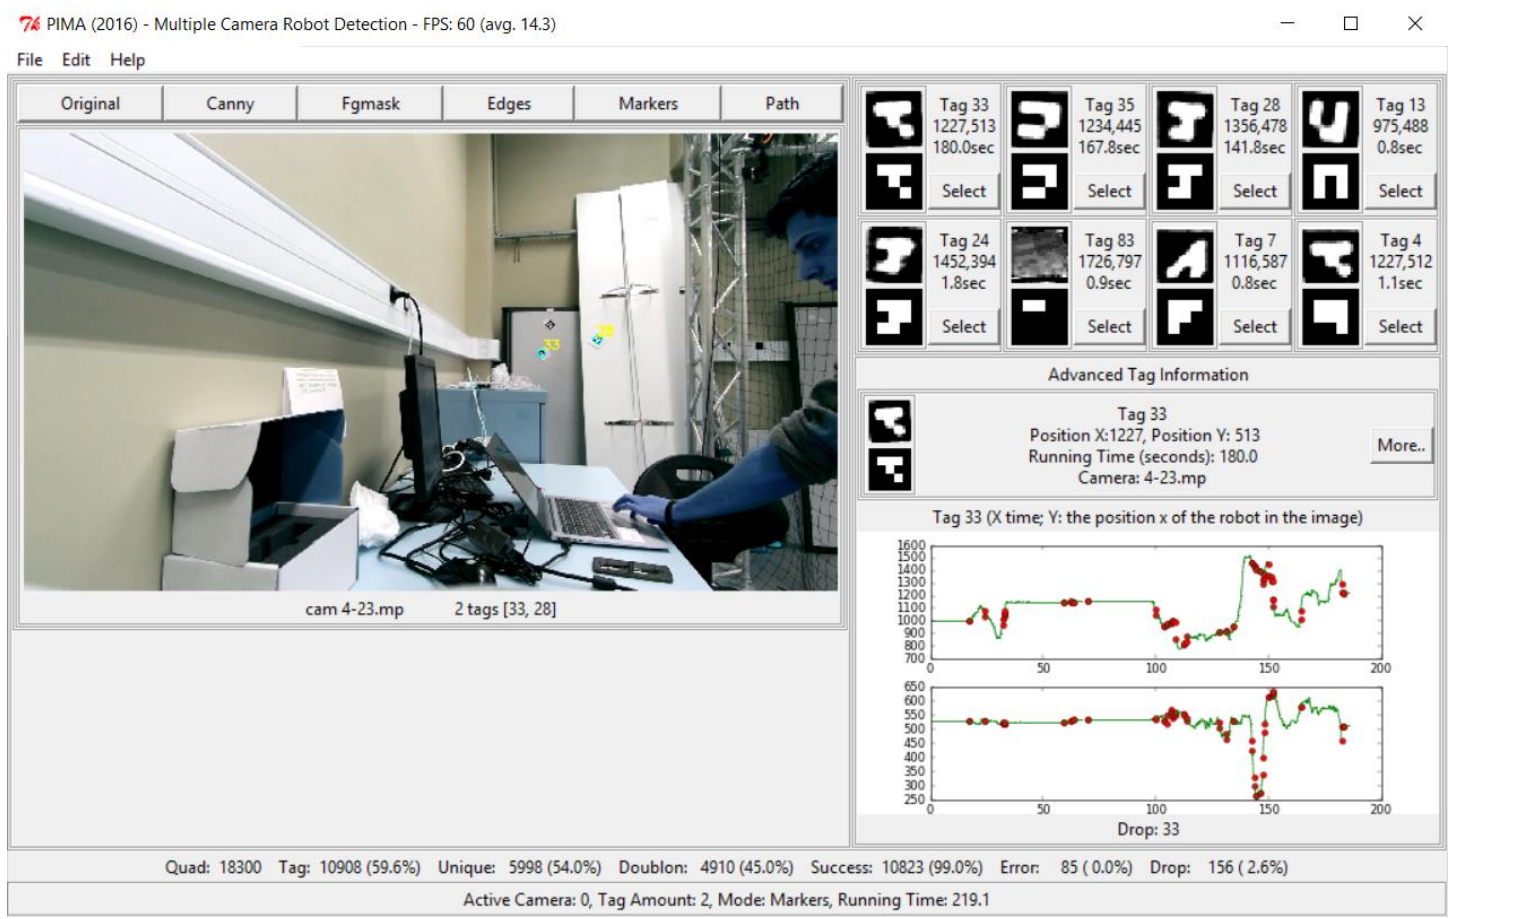 PIMA (2016) - Multiple Camera Robot Detection - FPS: 60 (avg. 14.3)
File Edit Help
Original Canny Fgmask Edges Markers Path
Tag 33
1227,513
180.0sec
Select
Tag 35
1234,445
167.8sec
Select
Tag 28
1356,478
141.8sec
Select
Tag 13
975,488
0.8sec
Select
Tag 24
1452,394
1.8sec
Select
Tag 83
1726,797
0.9sec
Select
Tag 7
1116,587
0.8sec
Select
Tag 4
1227,512
1.1sec
Select
33
28
cam 4-23.mp 2 tags [33, 28]
Advanced Tag Information
Tag 33
Position X:1227, Position Y: 513
Running Time (seconds): 180.0
Camera: 4-23.mp
More..
Tag 33 (X time; Y: the position x of the robot in the image)
1600
1500
1400
1300
1200
1100
1000
900
800
700
0 50 100 150 200
650
600
550
500
450
400
350
300
250
0 50 100 150 200
Drop: 33
Quad: 18300 Tag: 10908 (59.6%) Unique: 5998 (54.0%) Doublon: 4910 (45.0%) Success: 10823 (99.0%) Error: 85 ( 0.0%) Drop: 156 ( 2.6%)
Active Camera: 0, Tag Amount: 2, Mode: Markers, Running Time: 219.1